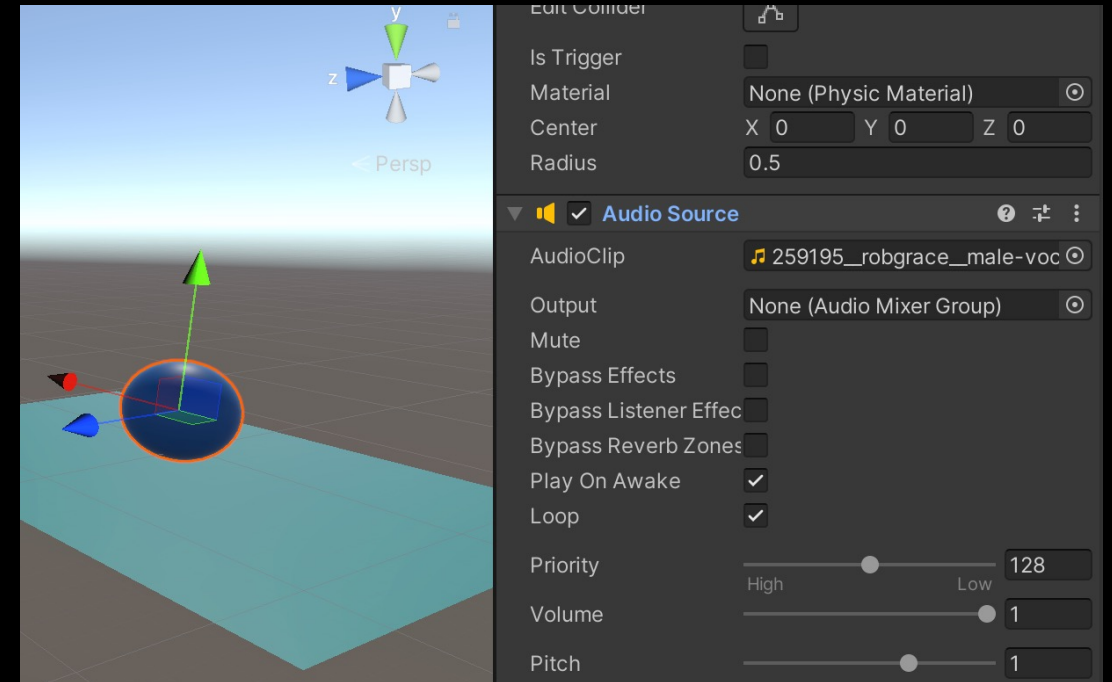 y
z
< Persp
Edit Collider
Is Trigger
Material None (Physic Material)
Center X 0 Y 0 Z 0
Radius 0.5
Audio Source
AudioClip 259195__robgrace__male-voc
Output None (Audio Mixer Group)
Mute
Bypass Effects
Bypass Listener Effec
Bypass Reverb Zones
Play On Awake
Loop
Priority 128
High Low
Volume 1
Pitch 1